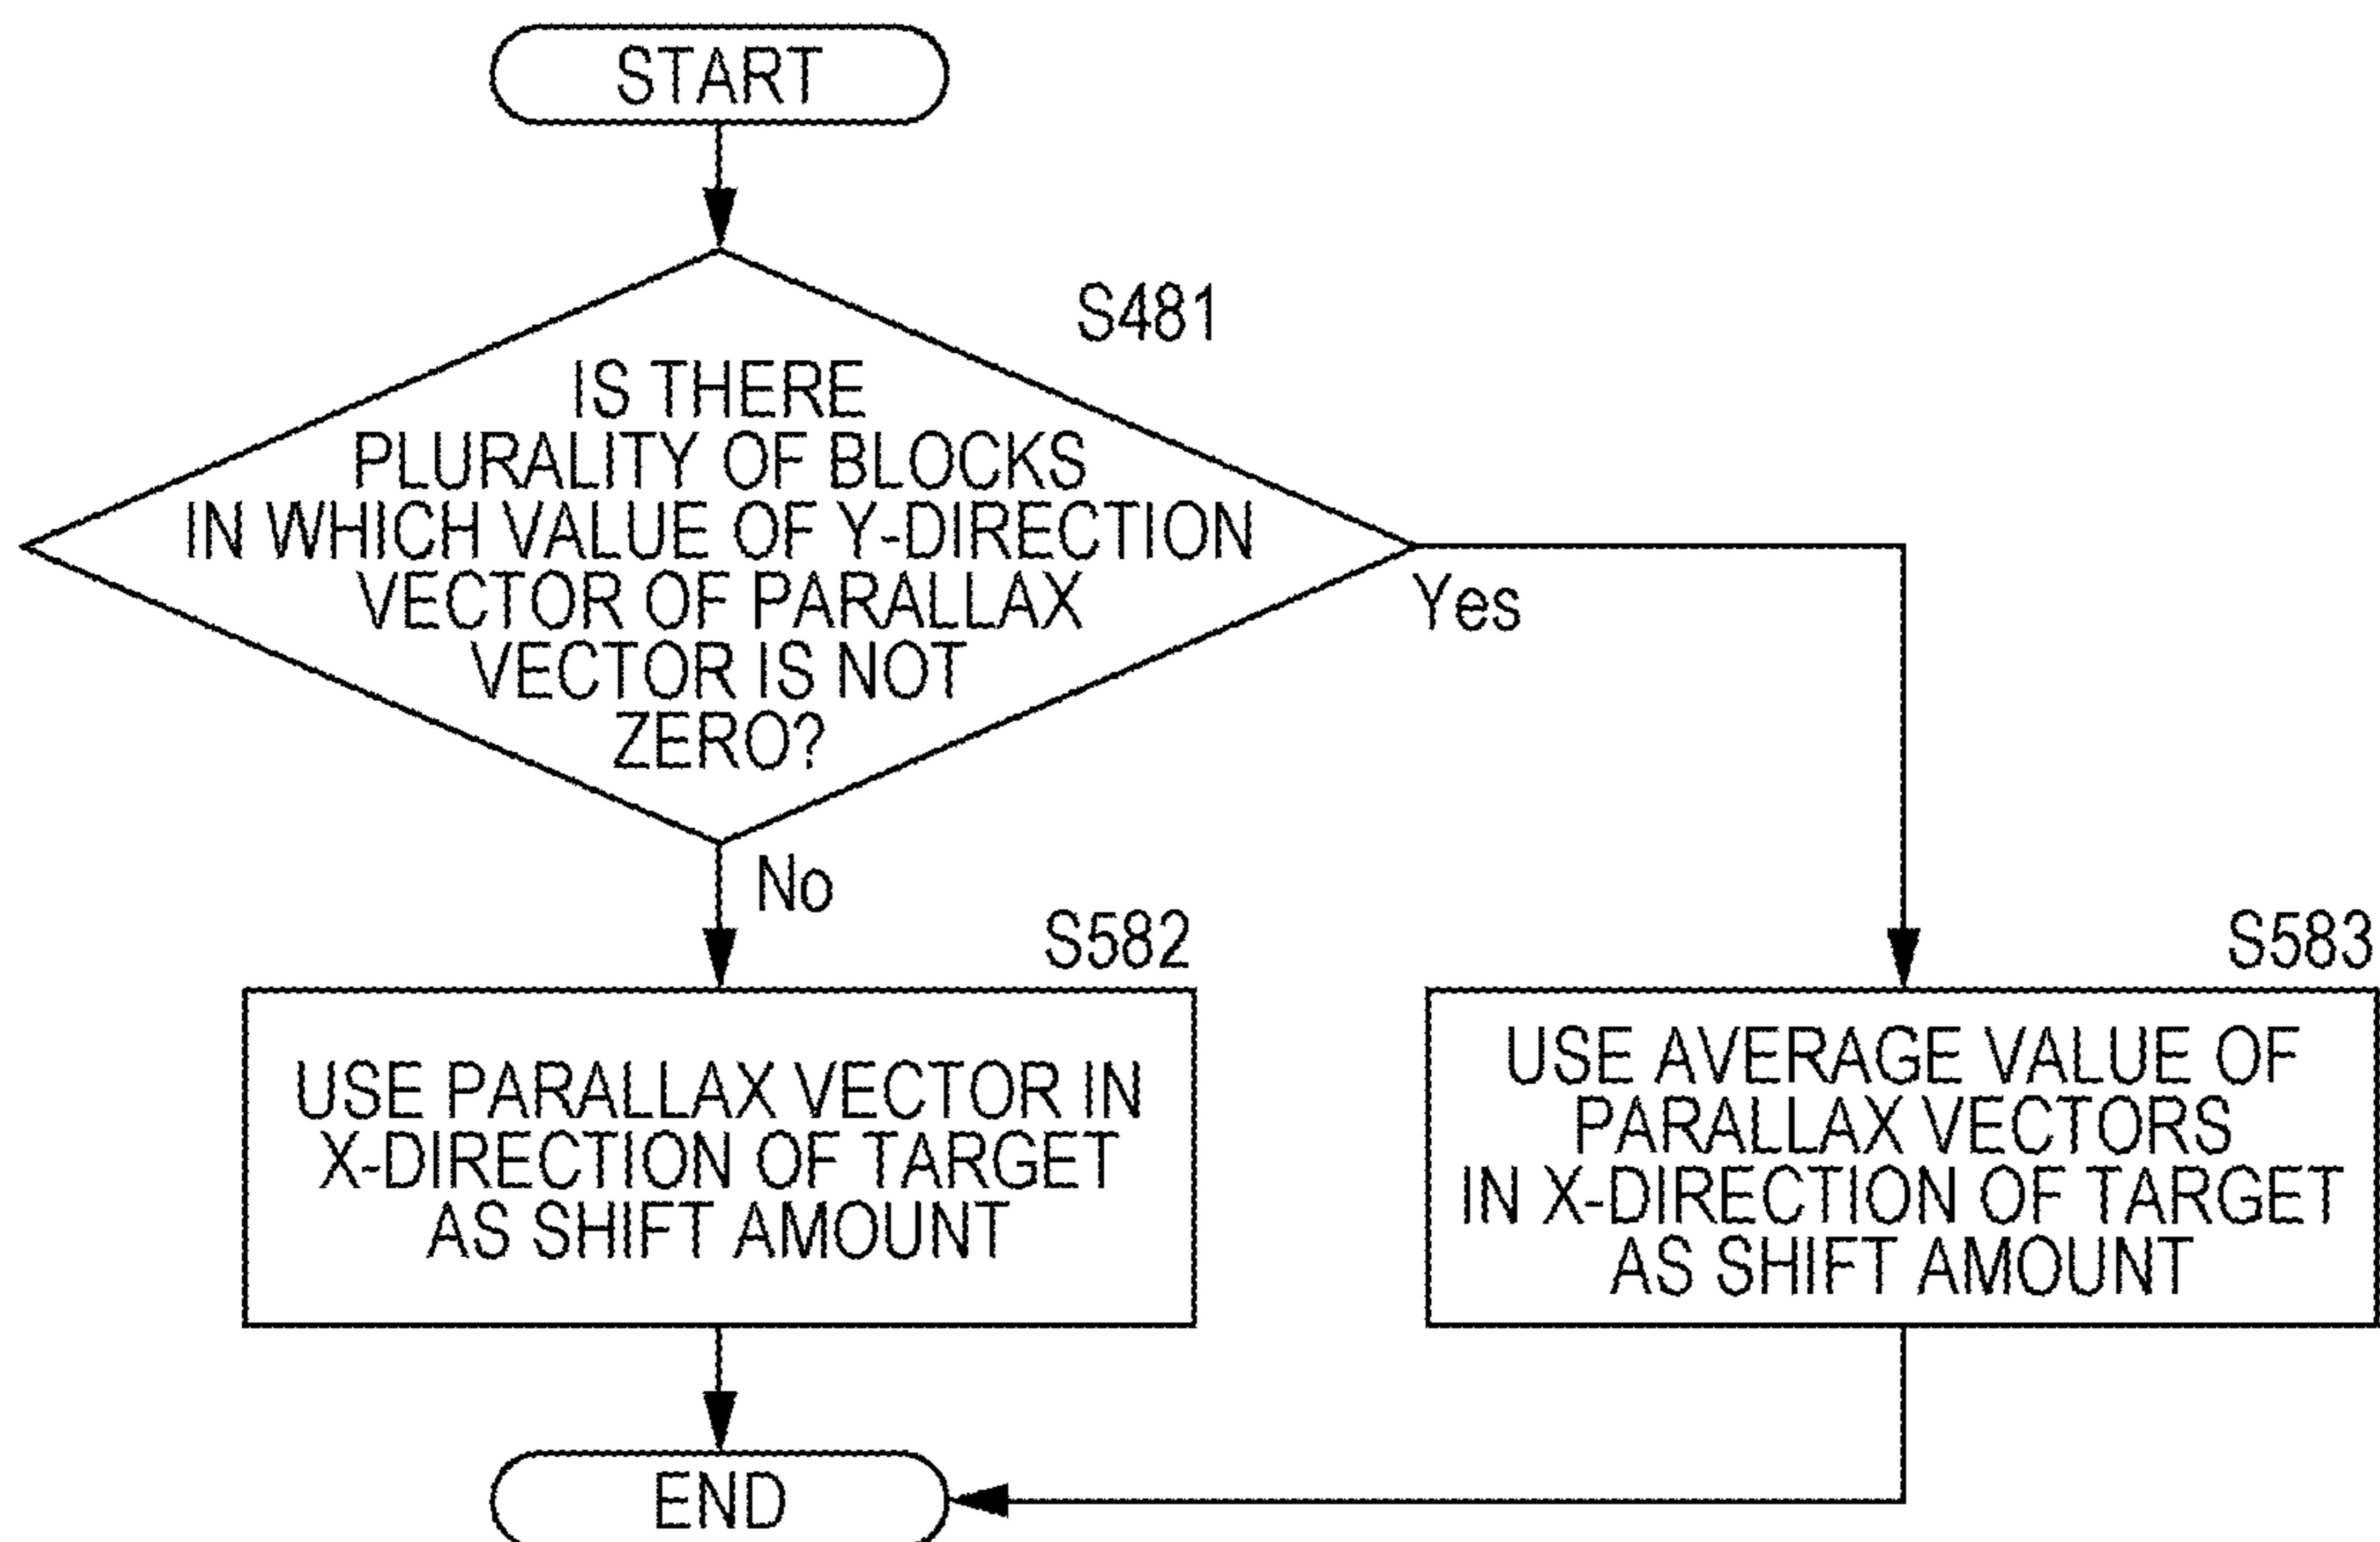 START
S481
IS THERE
PLURALITY OF BLOCKS
IN WHICH VALUE OF Y-DIRECTION
VECTOR OF PARALLAX
VECTOR IS NOT
ZERO?
Yes
No
S582
USE PARALLAX VECTOR IN
X-DIRECTION OF TARGET
AS SHIFT AMOUNT
S583
USE AVERAGE VALUE OF
PARALLAX VECTORS
IN X-DIRECTION OF TARGET
AS SHIFT AMOUNT
END